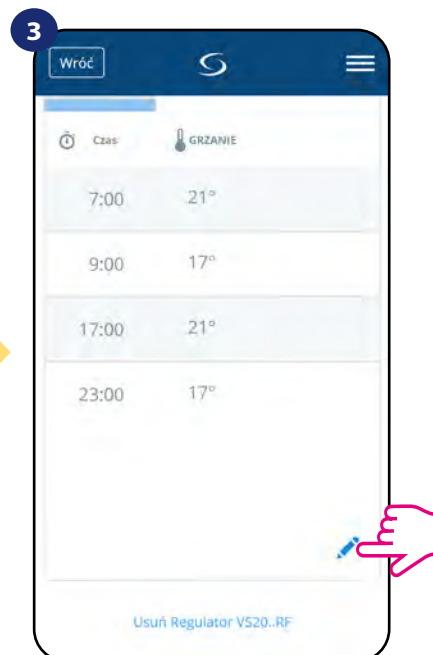 3
Wróć
Czas GRZANIE
7:00 21°
9:00 17°
17:00 21°
23:00 17°
Usuń Regulator VS20..RF